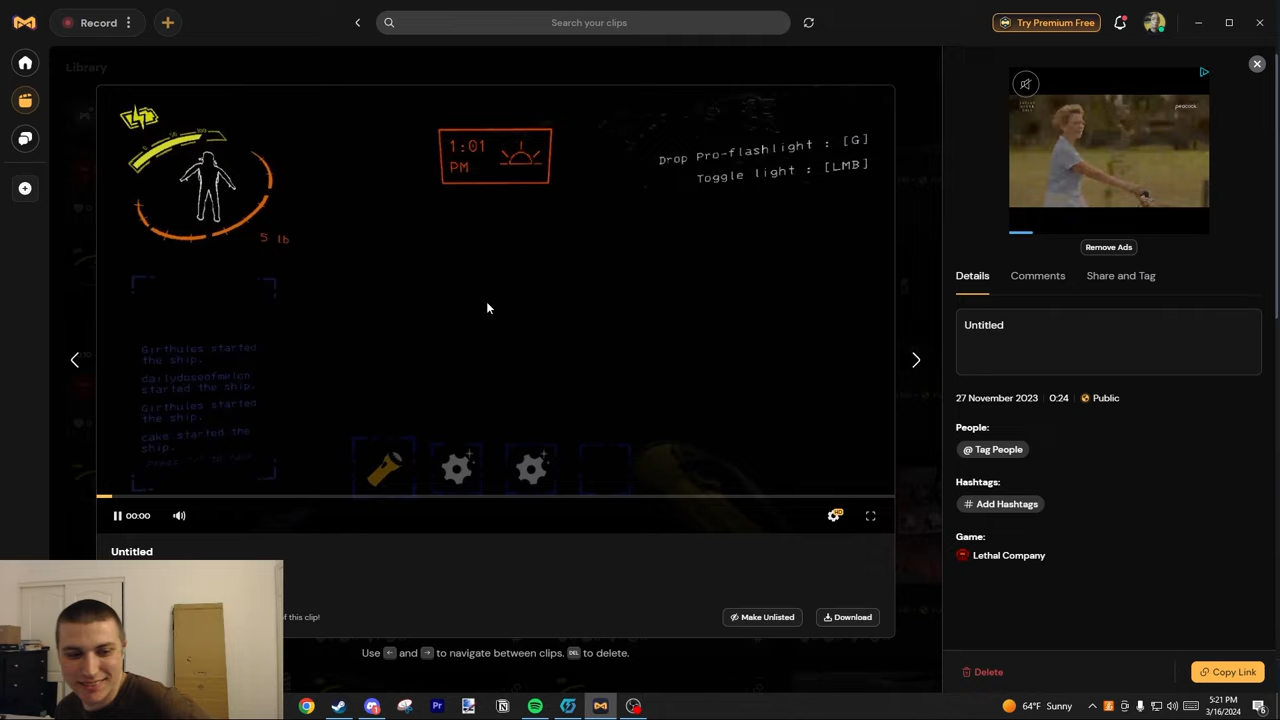 Record
Search your clips
Try Premium Free
Library
1:01
PM
Drop Pro-flashlight : [G]
Toggle light : [LMB]
5 lb
Girthules started
the ship.
dailydoseofmelon
started the ship.
Girthules started
the ship.
cake started the
ship.
00:00
HD
Untitled
of this clip!
Make Unlisted
Download
Use ← and → to navigate between clips. DEL to delete.
peacock
Remove Ads
Details
Comments
Share and Tag
Untitled
27 November 2023
0:24
Public
People:
@ Tag People
Hashtags:
# Add Hashtags
Game:
Lethal Company
Delete
Copy Link
Pr
64°F Sunny
5:21 PM
3/16/2024